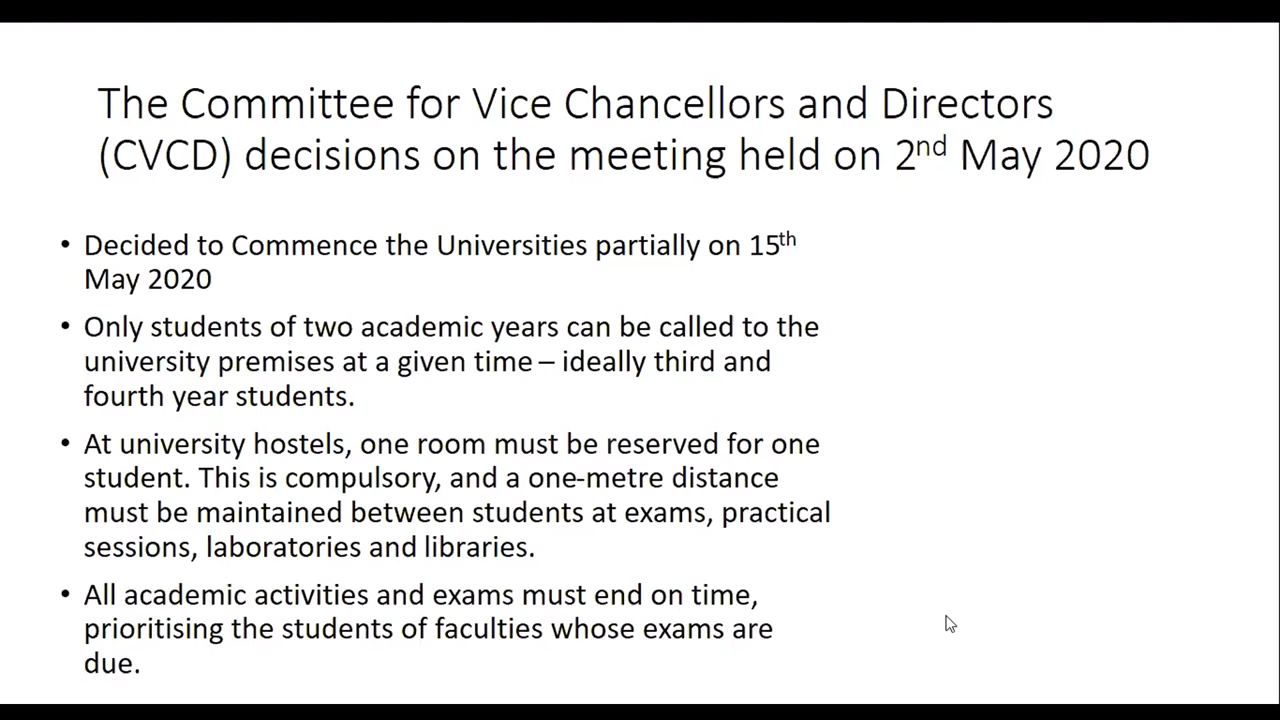 The Committee for Vice Chancellors and Directors
(CVCD) decisions on the meeting held on 2nd May 2020
• Decided to Commence the Universities partially on 15th
May 2020
• Only students of two academic years can be called to the
university premises at a given time – ideally third and
fourth year students.
• At university hostels, one room must be reserved for one
student. This is compulsory, and a one-metre distance
must be maintained between students at exams, practical
sessions, laboratories and libraries.
• All academic activities and exams must end on time,
prioritising the students of faculties whose exams are
due.